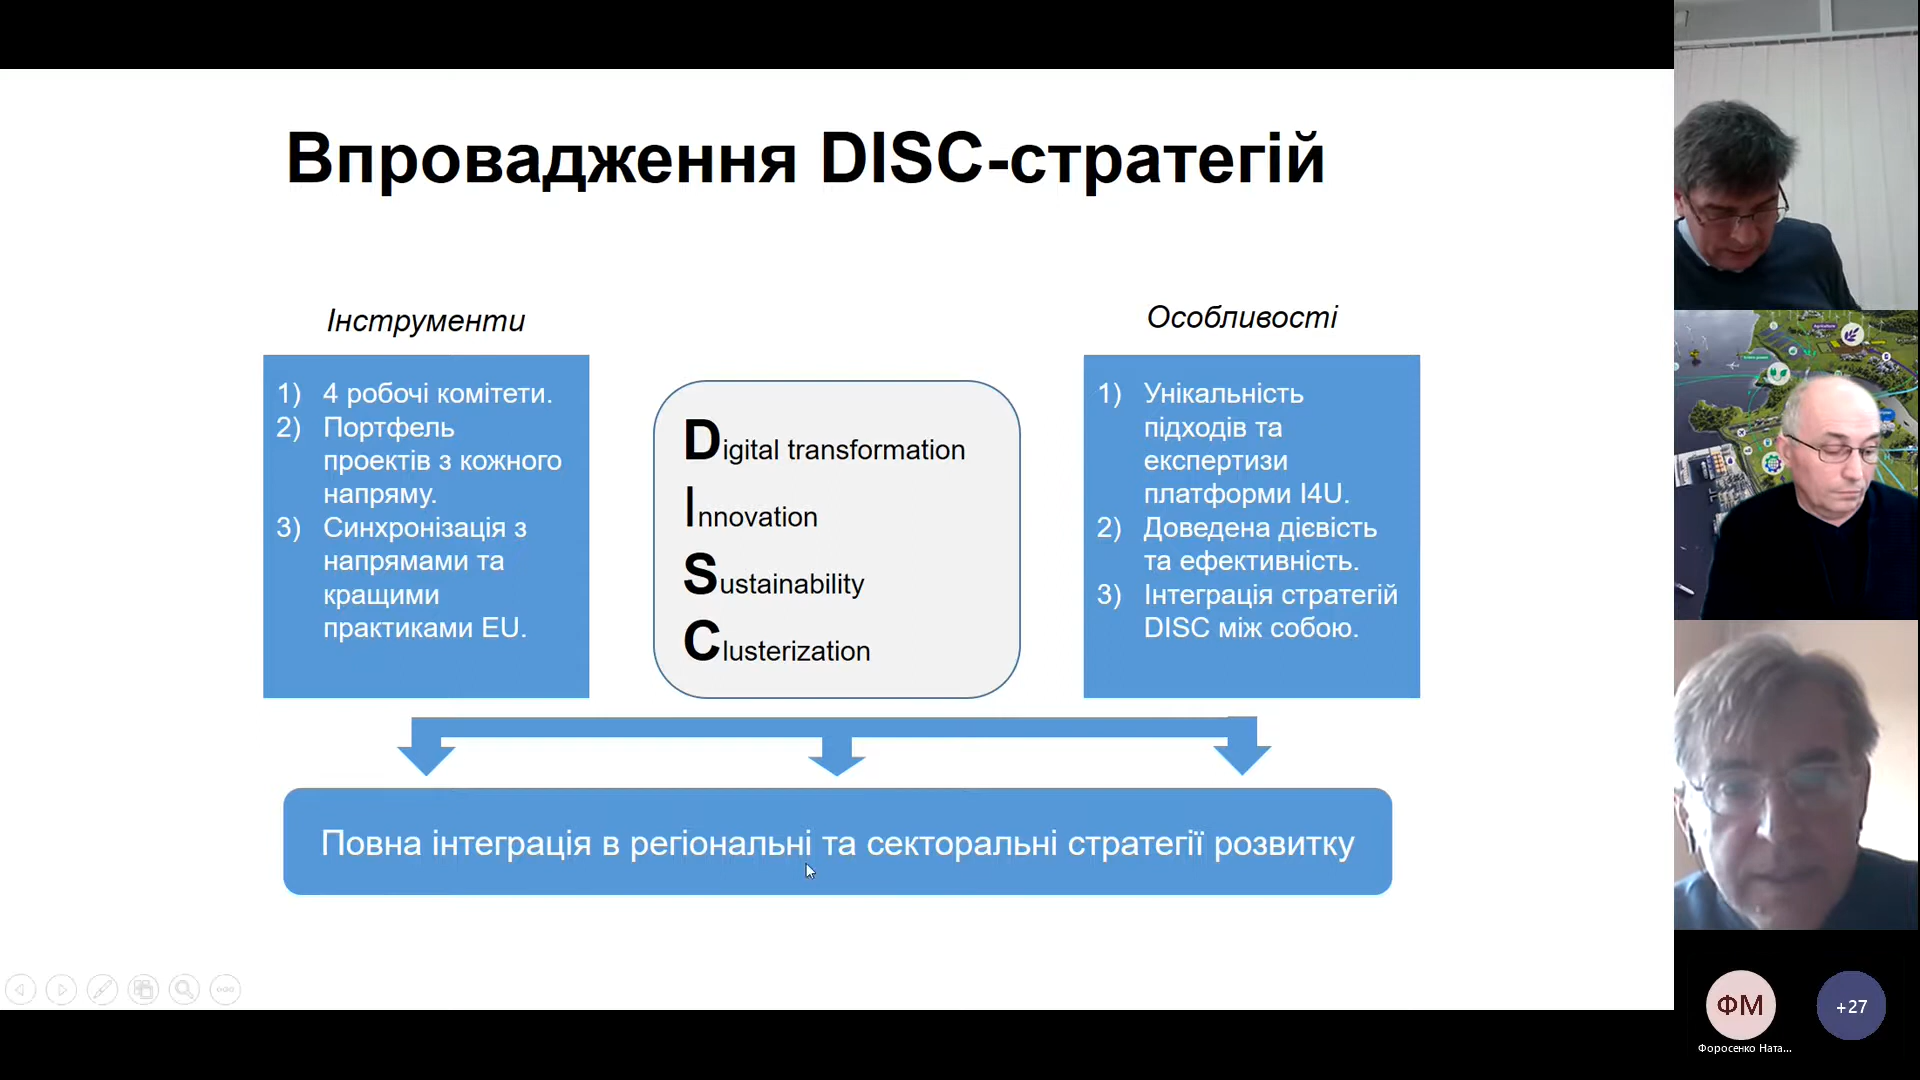 Впровадження DISC-стратегій
Інструменти
1) 4 робочі комітети.
2) Портфель
проектів з кожного
напряму.
3) Синхронізація з
напрямами та
кращими
практиками EU.
Digital transformation
Innovation
Sustainability
Clusterization
Особливості
1) Унікальність
підходів та
експертизи
платформи I4U.
2) Доведена дієвість
та ефективність.
3) Інтеграція стратегій
DISC між собою.
Повна інтеграція в регіональні та секторальні стратегії розвитку
Agriculture
ФМ
+27
Форосенко Ната...